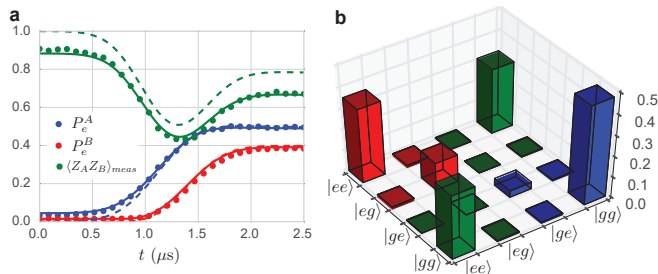 a
1.0
0.8
0.6
0.4
0.2
0.0
P_e^A
P_e^B
⟨Z_A Z_B⟩_meas
0.0 0.5 1.0 1.5 2.0 2.5
t (μs)
b
0.5
0.4
0.3
0.2
0.1
0.0
|ee⟩
|eg⟩
|ge⟩
|gg⟩
|ee⟩
|eg⟩
|ge⟩
|gg⟩